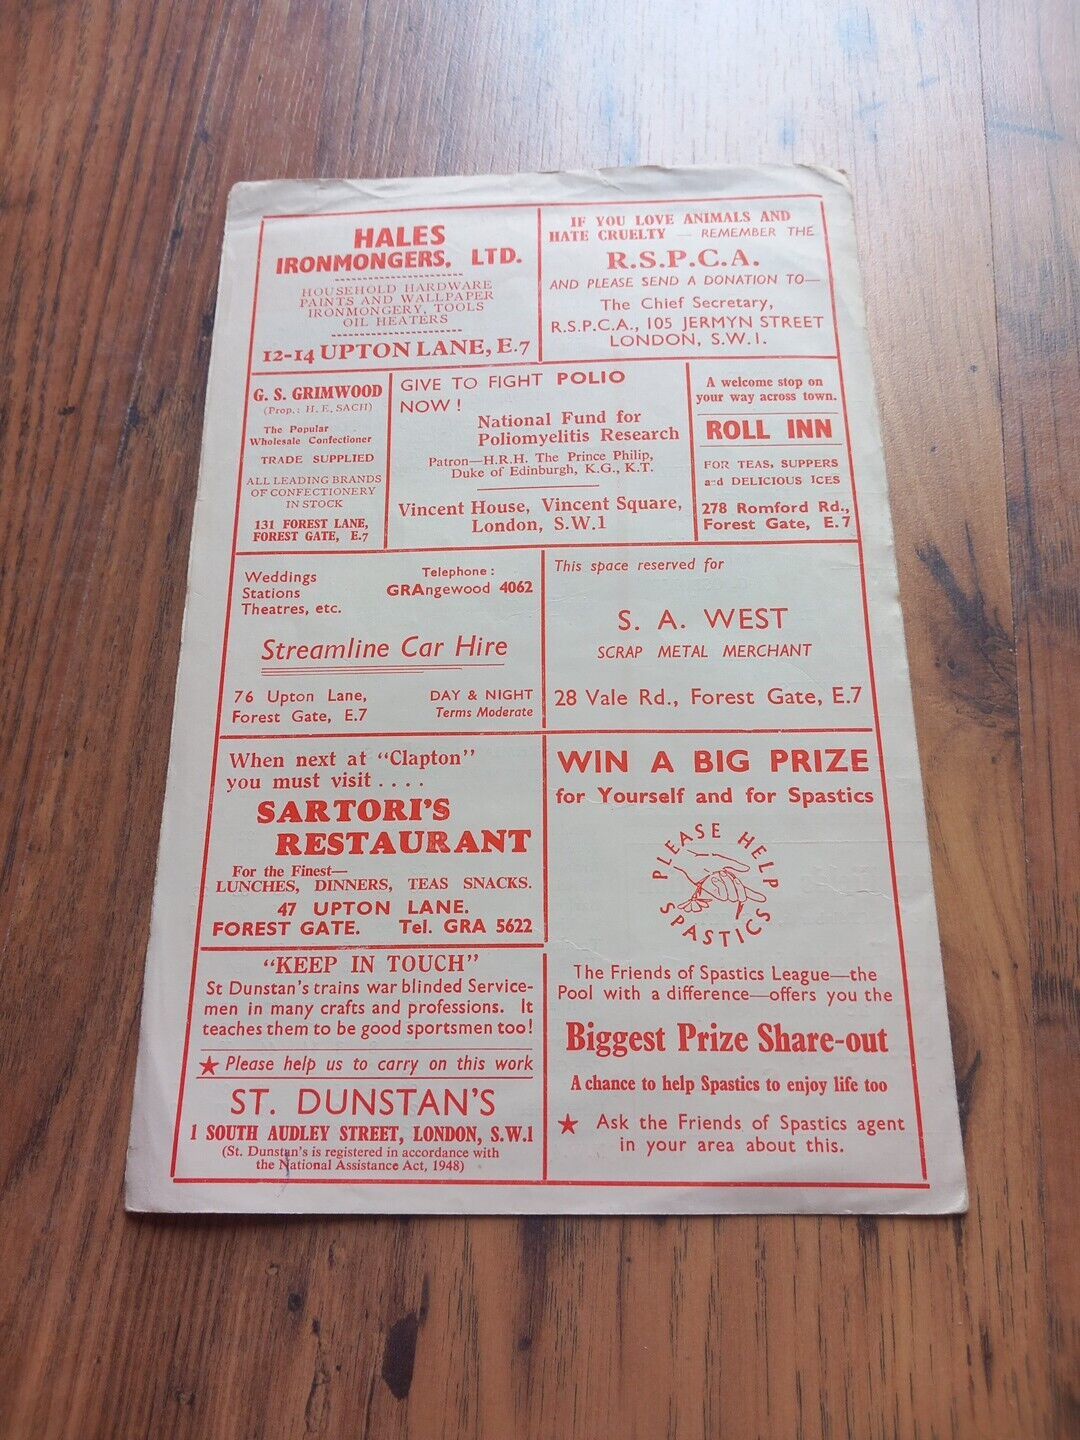 HALES
IRONMONGERS, LTD.
HOUSEHOLD HARDWARE
PAINTS AND WALLPAPER
IRONMONGERY, TOOLS
OIL HEATERS
12-14 UPTON LANE, E.7
IF YOU LOVE ANIMALS AND
HATE CRUELTY — REMEMBER THE
R.S.P.C.A.
AND PLEASE SEND A DONATION TO—
The Chief Secretary,
R.S.P.C.A., 105 JERMYN STREET
LONDON, S.W.1.
G. S. GRIMWOOD
(Prop.: H. E. SACH)
The Popular
Wholesale Confectioner
TRADE SUPPLIED
ALL LEADING BRANDS
OF CONFECTIONERY
IN STOCK
131 FOREST LANE,
FOREST GATE, E.7
GIVE TO FIGHT POLIO
NOW !
National Fund for
Poliomyelitis Research
Patron—H.R.H. The Prince Philip,
Duke of Edinburgh, K.G., K.T.
Vincent House, Vincent Square,
London, S.W.1
A welcome stop on
your way across town.
ROLL INN
FOR TEAS, SUPPERS
and DELICIOUS ICES
278 Romford Rd.,
Forest Gate, E.7
Weddings
Stations
Theatres, etc.
Telephone :
GRAngewood 4062
Streamline Car Hire
76 Upton Lane,
Forest Gate, E.7
DAY & NIGHT
Terms Moderate
This space reserved for
S. A. WEST
SCRAP METAL MERCHANT
28 Vale Rd., Forest Gate, E.7
When next at "Clapton"
you must visit . . . .
SARTORI'S
RESTAURANT
For the Finest—
LUNCHES, DINNERS, TEAS SNACKS.
47 UPTON LANE.
FOREST GATE. Tel. GRA 5622
WIN A BIG PRIZE
for Yourself and for Spastics
PLEASE HELP
SPASTICS
The Friends of Spastics League—the
Pool with a difference—offers you the
Biggest Prize Share-out
A chance to help Spastics to enjoy life too
★ Ask the Friends of Spastics agent
in your area about this.
"KEEP IN TOUCH"
St Dunstan's trains war blinded Service-
men in many crafts and professions. It
teaches them to be good sportsmen too!
★ Please help us to carry on this work
ST. DUNSTAN'S
1 SOUTH AUDLEY STREET, LONDON, S.W.1
(St. Dunstan's is registered in accordance with
the National Assistance Act, 1948)